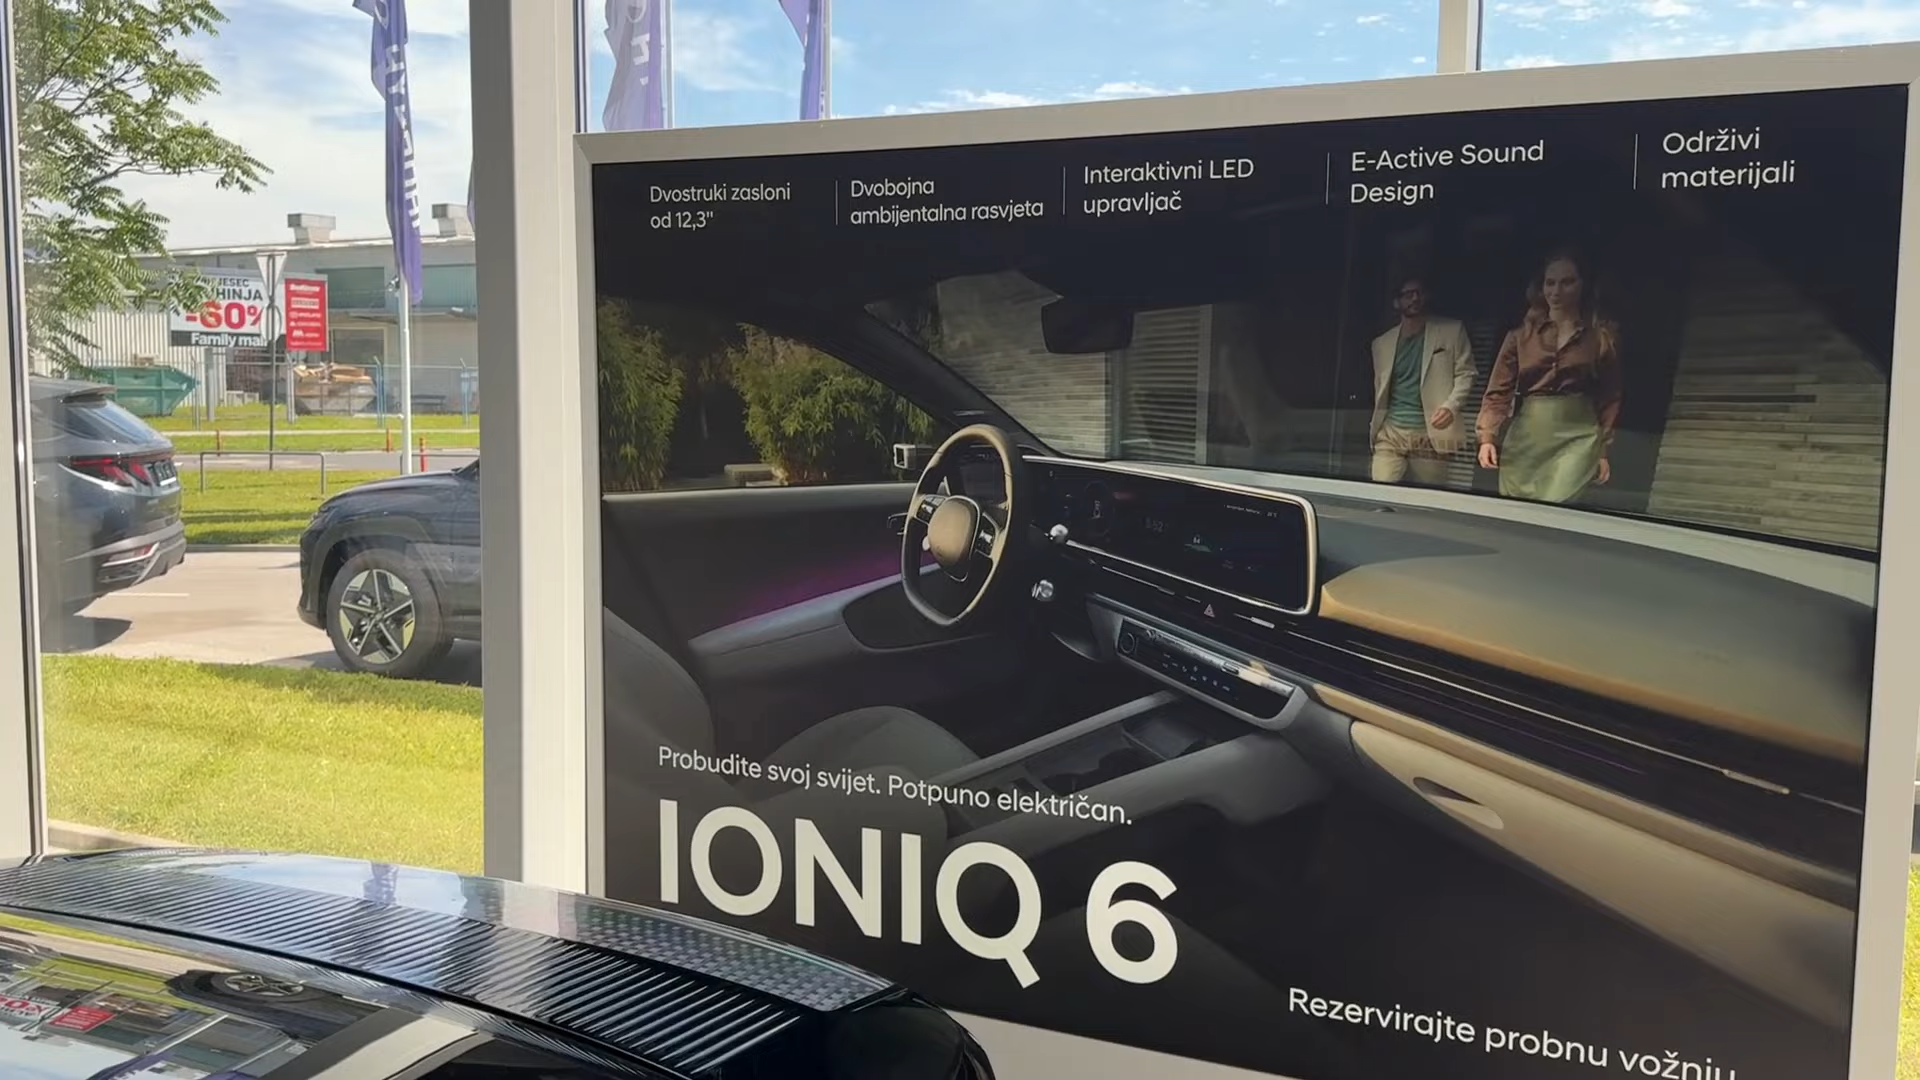 Dvostruki zasloni
od 12,3"
Dvobojna
ambijentalna rasvjeta
Interaktivni LED
upravljač
E-Active Sound
Design
Održivi
materijali
Probudite svoj svijet. Potpuno električan.
IONIQ 6
Rezervirajte probnu vožnju
-60%
Family mall